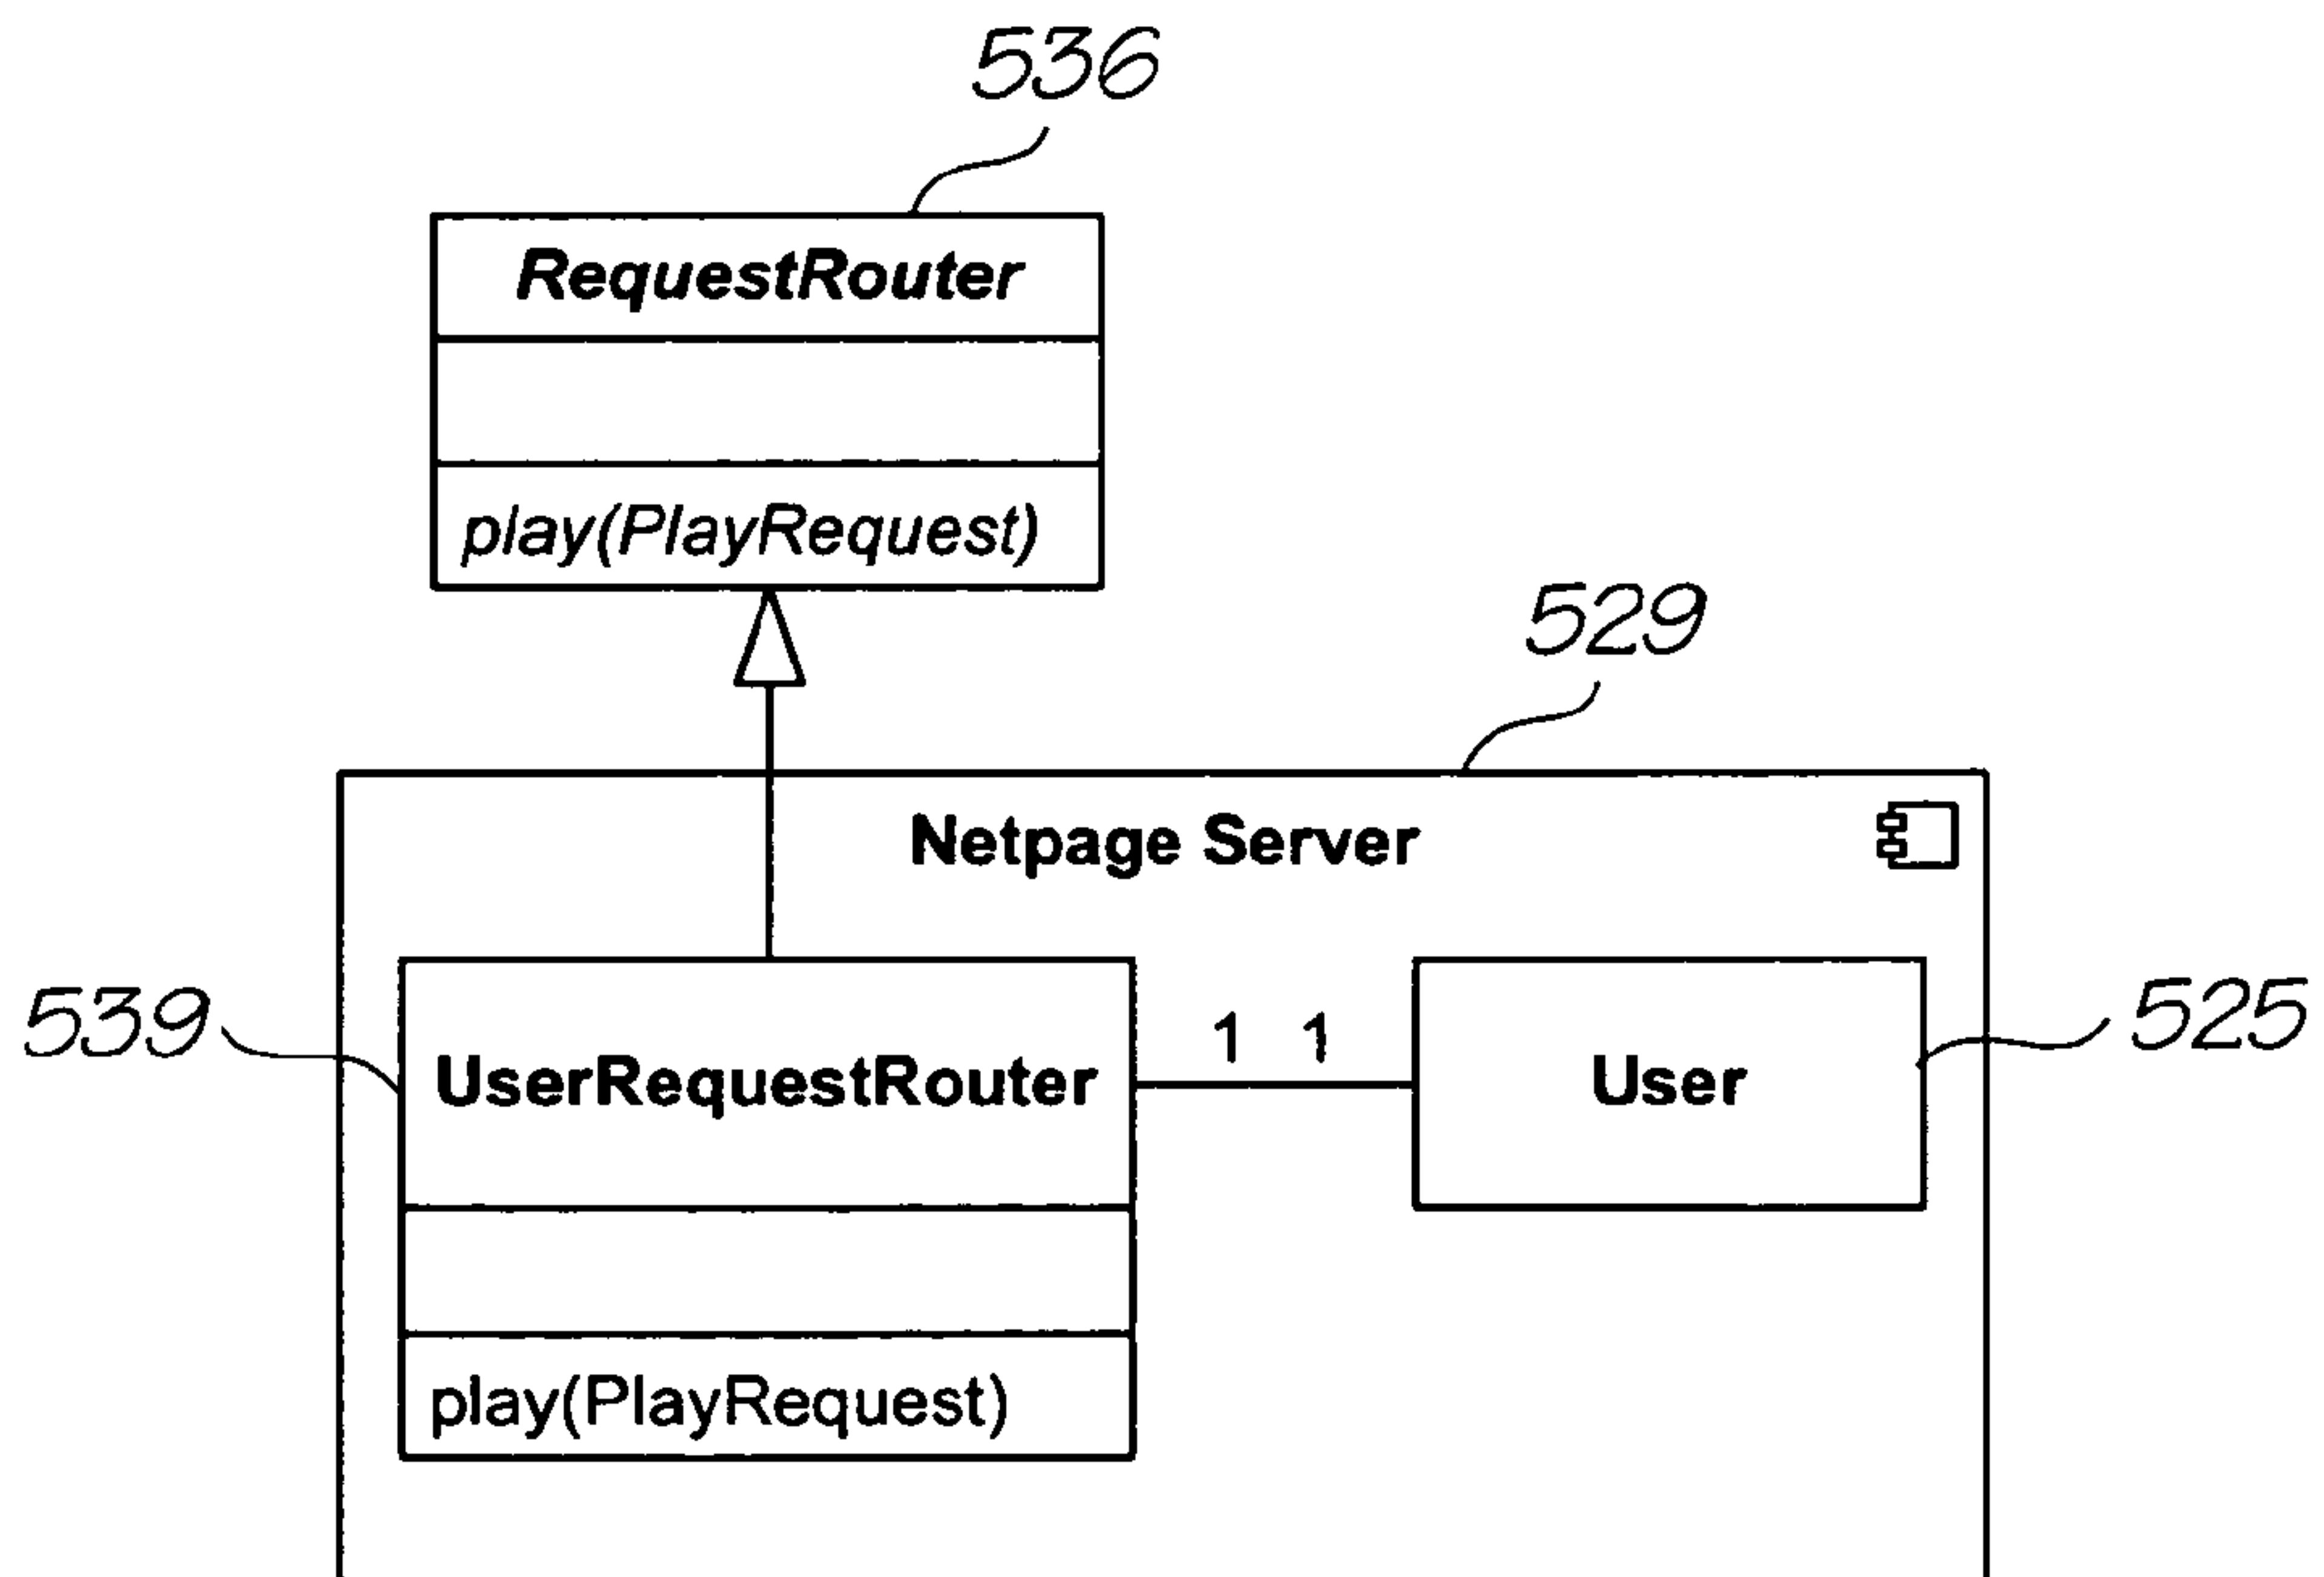 536
RequestRouter
play(PlayRequest)
529
Netpage Server
539
UserRequestRouter
1 1
User
525
play(PlayRequest)